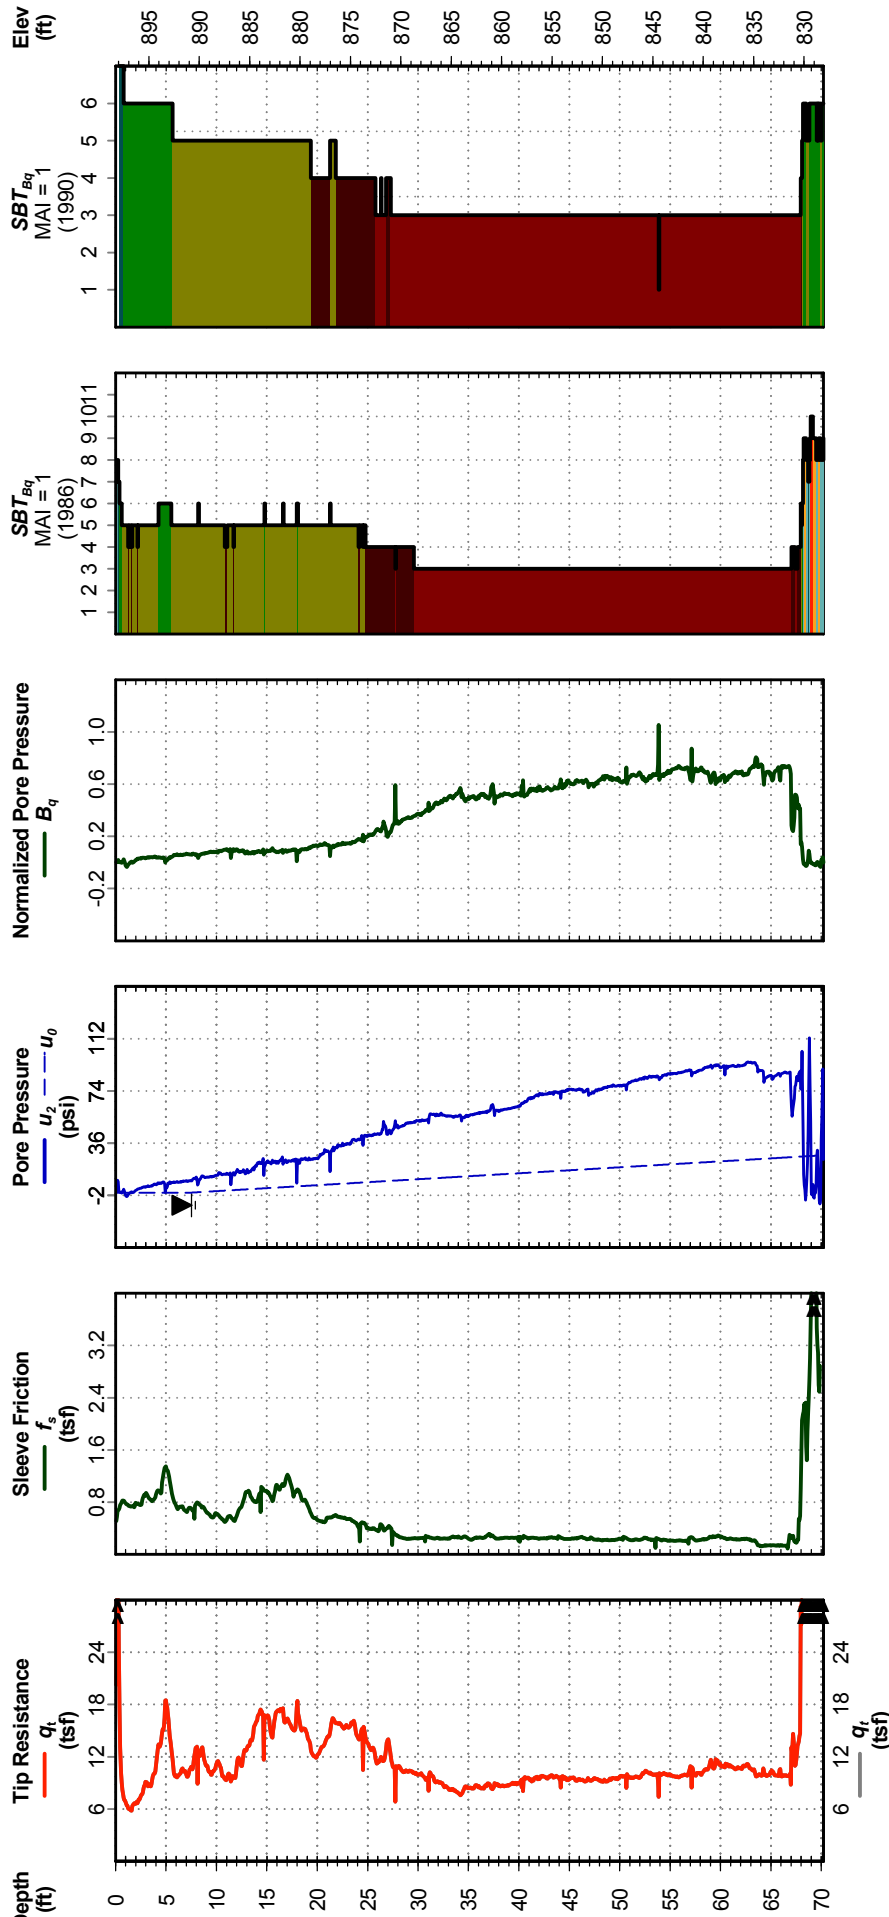 Depth
(ft)
0
5
10
15
20
25
30
35
40
45
50
55
60
65
70
Tip Resistance
qt
(tsf)
6
12
18
24
6
12
18
24
qt
(tsf)
Sleeve Friction
fs
(tsf)
0.8
1.6
2.4
3.2
Pore Pressure
u2 u0
(psi)
-2
36
74
112
Normalized Pore Pressure
Bq
-0.2
0.2
0.6
1.0
SBTBq
MAI = 1
(1986)
1 2 3 4 5 6 7 8 9 1011
SBTBq
MAI = 1
(1990)
1 2 3 4 5 6
Elev
(ft)
895
890
885
880
875
870
865
860
855
850
845
840
835
830